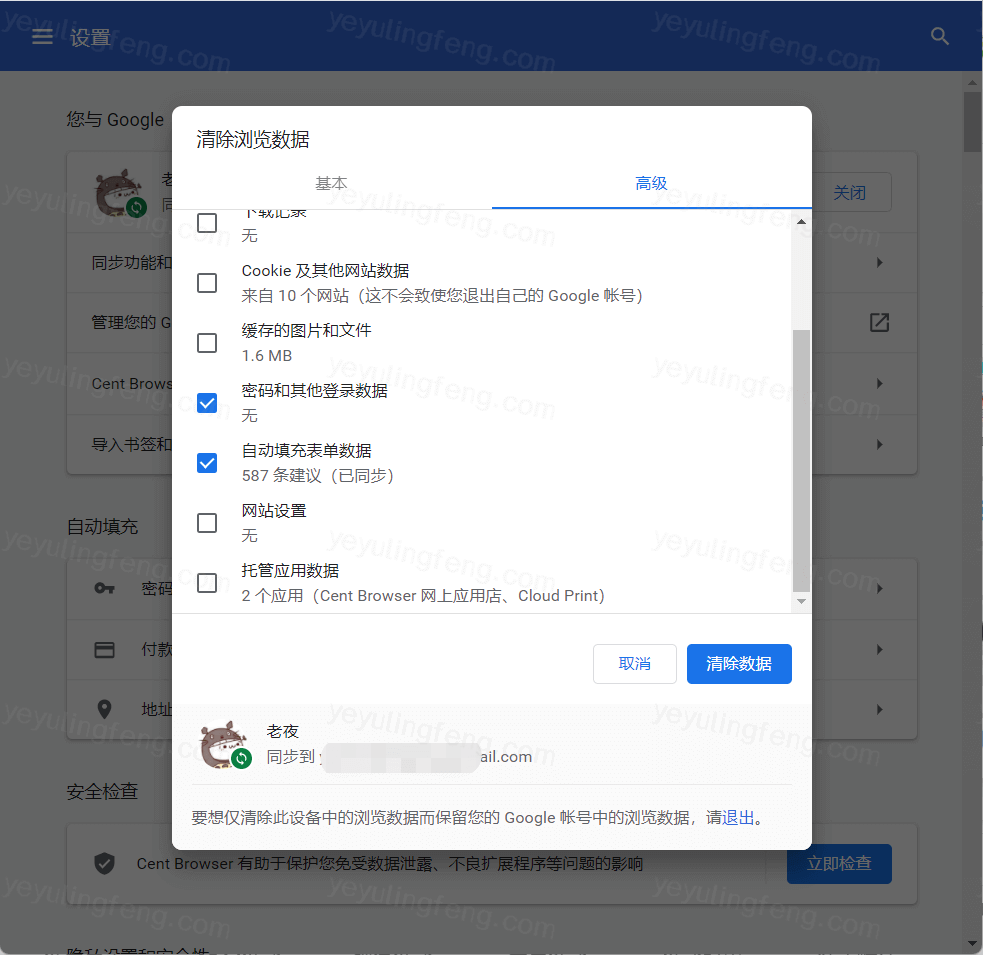 设置
您与 Google
清除浏览数据
基本
高级
关闭
下载记录
无
同步功能和
Cookie 及其他网站数据
来自 10 个网站（这不会致使您退出自己的 Google 帐号）
管理您的 G
缓存的图片和文件
1.6 MB
Cent Brows
密码和其他登录数据
无
导入书签和
自动填充表单数据
587 条建议（已同步）
自动填充
网站设置
无
密码
托管应用数据
2 个应用（Cent Browser 网上应用店、Cloud Print）
付款
取消
清除数据
地址
老夜
同步到
ail.com
安全检查
要想仅清除此设备中的浏览数据而保留您的 Google 帐号中的浏览数据，请退出。
Cent Browser 有助于保护您免受数据泄露、不良扩展程序等问题的影响
立即检查
隐私设置和安全性
yeyulingfeng.com